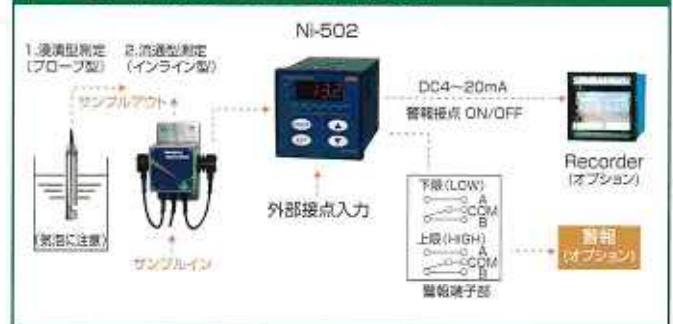 Ni-502
1.浸漬型測定
(プローブ型)
2.流通型測定
(インライン型)
サンプルアウト
13.2
DC4〜20mA
警報接点 ON/OFF
Recorder
(オプション)
外部接点入力
(気泡に注意)
サンプルイン
下限(LOW)
A
COM
B
上限(HIGH)
A
COM
B
警報端子部
警報
(オプション)